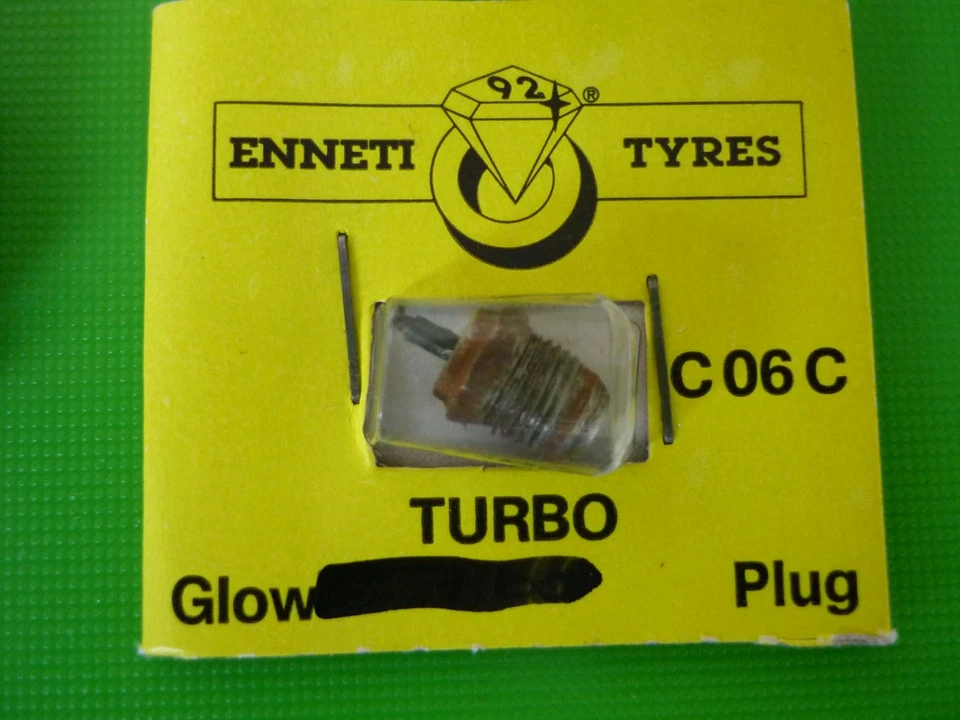 92 ®
ENNETI TYRES
C 06 C
TURBO
Glow Plug